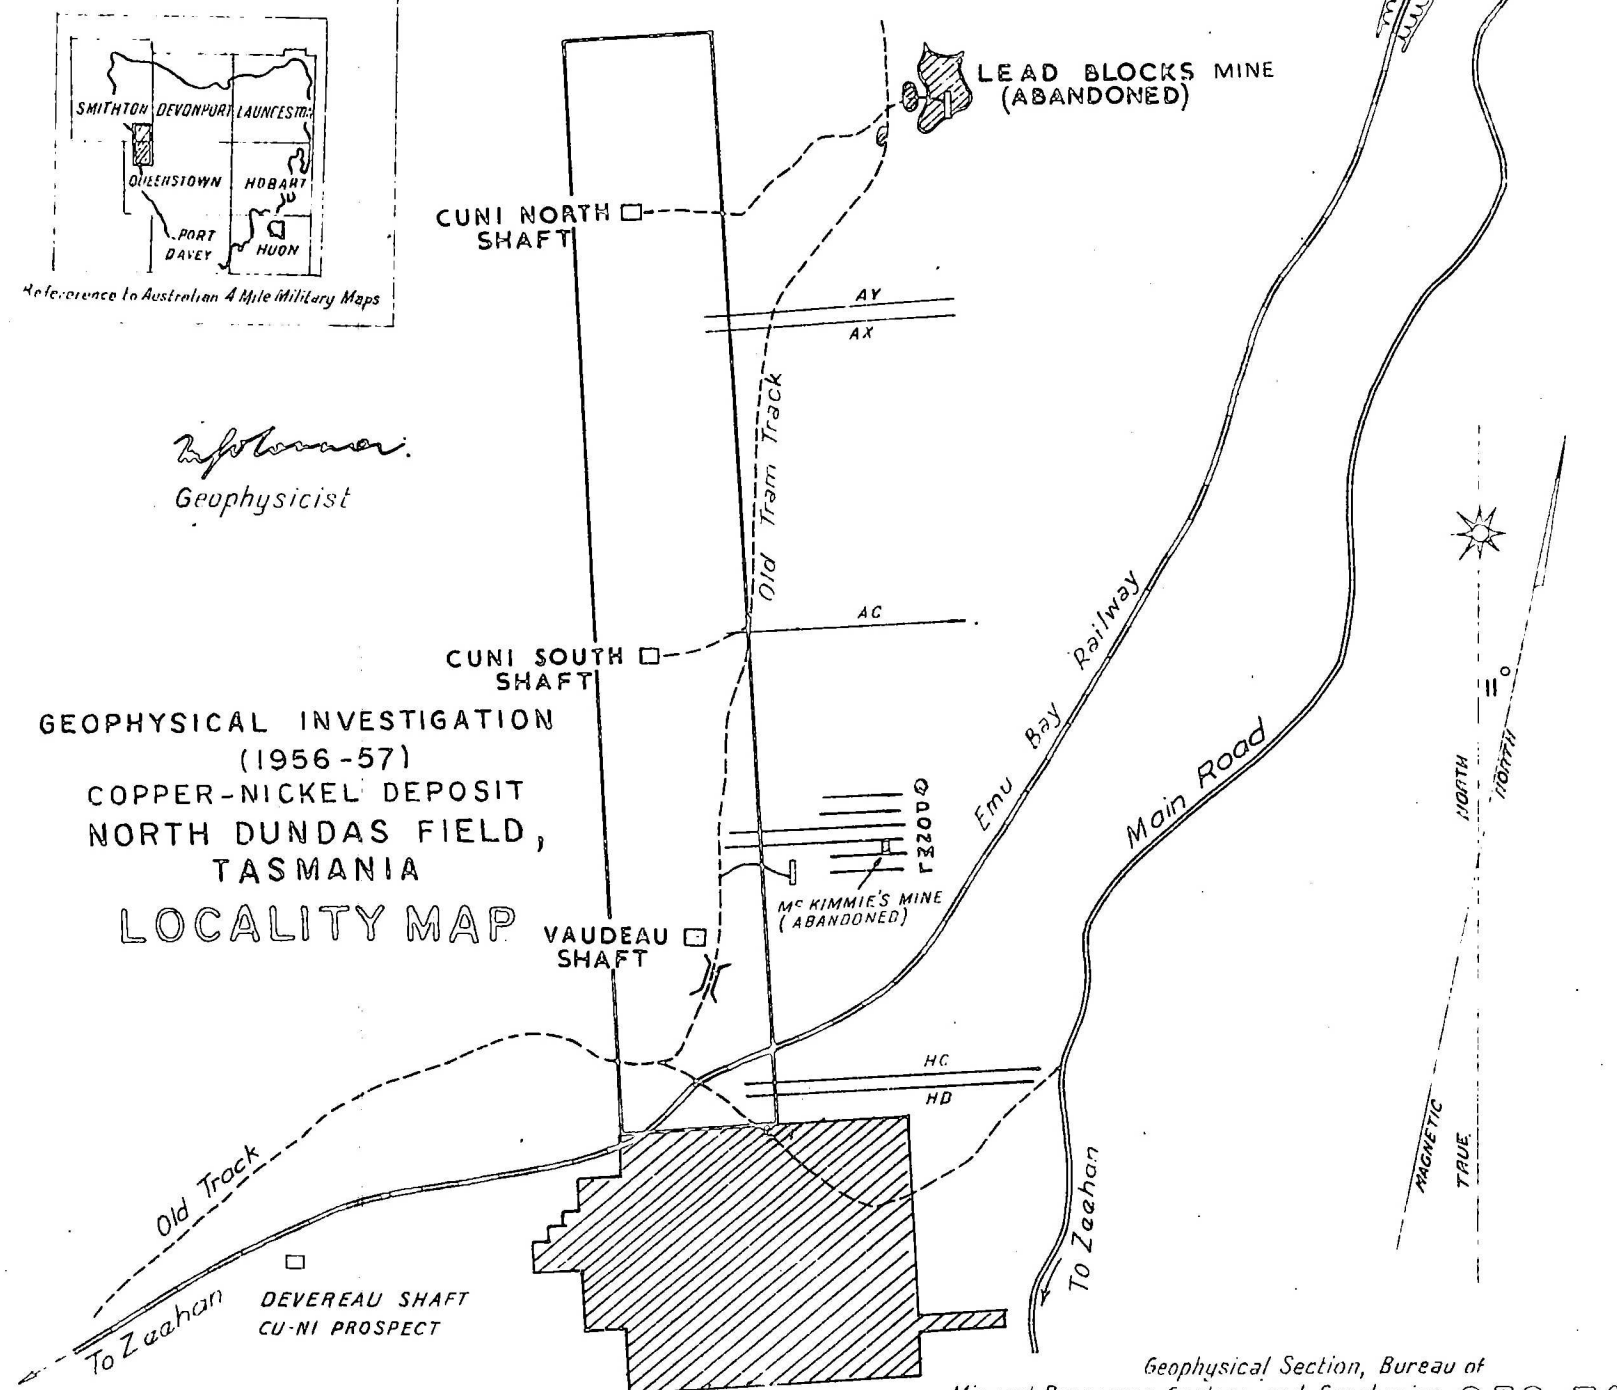 SMITHTON DEVONPORT
QUEENSTOWN HOBART
PORT
DAVEY
HUON
Reference to Australian 4 Mile Military Maps
LEAD BLOCKS MINE
(ABANDONED)
CUNI NORTH
SHAFT
AY
AX
Old Tram Track
Geophysicist
AC
CUNI SOUTH
SHAFT
GEOPHYSICAL INVESTIGATION
(1956-57)
COPPER-NICKEL DEPOSIT
NORTH DUNDAS FIELD,
TASMANIA
LOCALITY MAP
Emu Bay Railway
Main Road
Mc KIMMIE'S MINE
(ABANDONED)
VAUDEAU
SHAFT
HC
HD
Old Track
To Zeehan
DEVEREAU SHAFT
CU-NI PROSPECT
To Zeehan
11°
MAGNETIC NORTH
TRUE NORTH
Geophysical Section, Bureau of